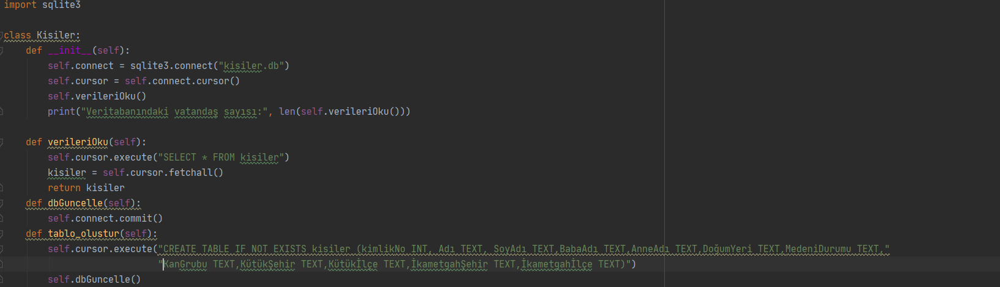 import sqlite3
class Kisiler:
    def __init__(self):
        self.connect = sqlite3.connect("kisiler.db")
        self.cursor = self.connect.cursor()
        self.verileriOku()
        print("Veritabanındaki vatandaş sayısı:", len(self.verileriOku()))
    def verileriOku(self):
        self.cursor.execute("SELECT * FROM kisiler")
        kisiler = self.cursor.fetchall()
        return kisiler
    def dbGuncelle(self):
        self.connect.commit()
    def tablo_olustur(self):
        self.cursor.execute("CREATE TABLE IF NOT EXISTS kisiler (kimlikNo INT, Adı TEXT, SoyAdı TEXT,BabaAdı TEXT,AnneAdı TEXT,DoğumYeri TEXT,MedeniDurumu TEXT,"
                            "KanGrubu TEXT,KütükŞehir TEXT,Kütükİlçe TEXT,İkametgahŞehir TEXT,İkametgahİlçe TEXT)")
        self.dbGuncelle()